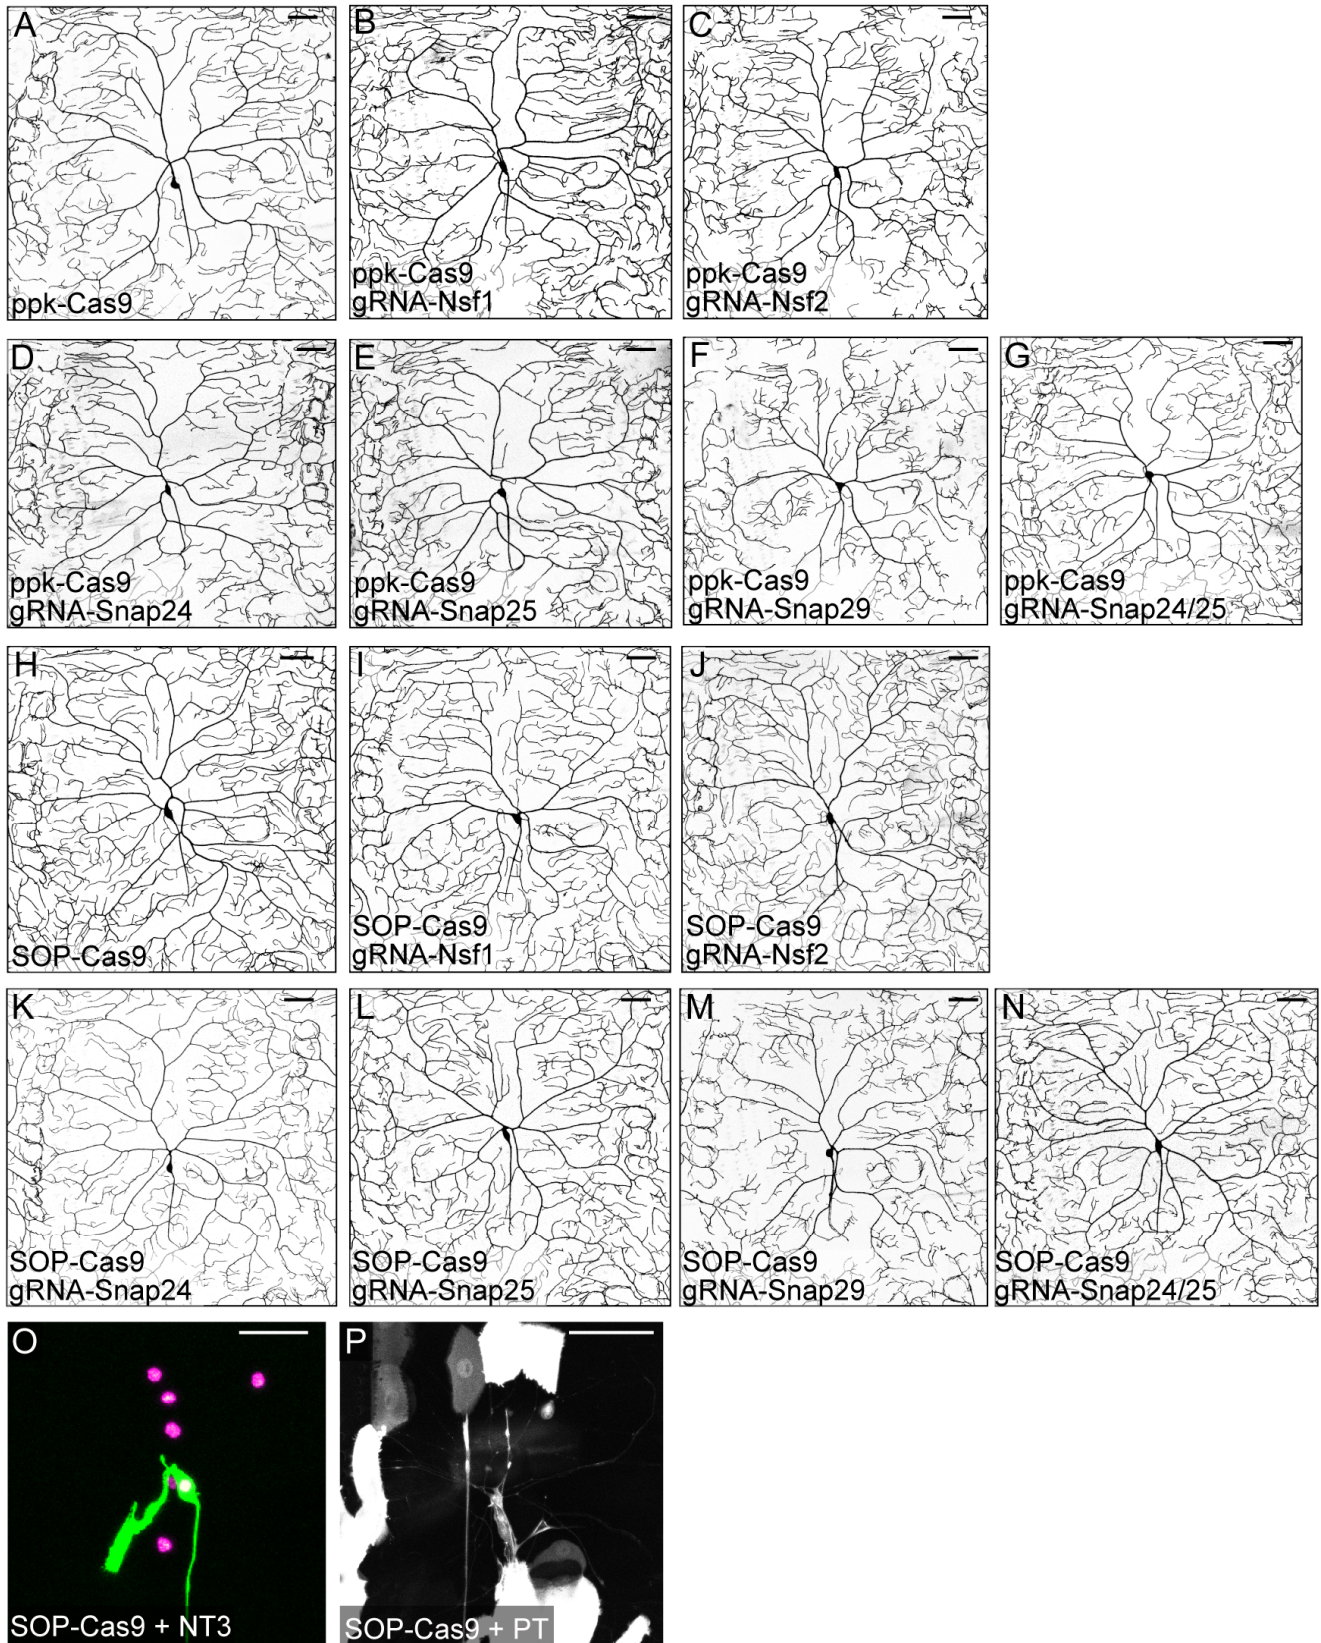 A
ppk-Cas9
B
ppk-Cas9
gRNA-Nsf1
C
ppk-Cas9
gRNA-Nsf2
D
ppk-Cas9
gRNA-Snap24
E
ppk-Cas9
gRNA-Snap25
F
ppk-Cas9
gRNA-Snap29
G
ppk-Cas9
gRNA-Snap24/25
H
SOP-Cas9
I
SOP-Cas9
gRNA-Nsf1
J
SOP-Cas9
gRNA-Nsf2
K
SOP-Cas9
gRNA-Snap24
L
SOP-Cas9
gRNA-Snap25
M
SOP-Cas9
gRNA-Snap29
N
SOP-Cas9
gRNA-Snap24/25
O
SOP-Cas9 + NT3
P
SOP-Cas9 + PT